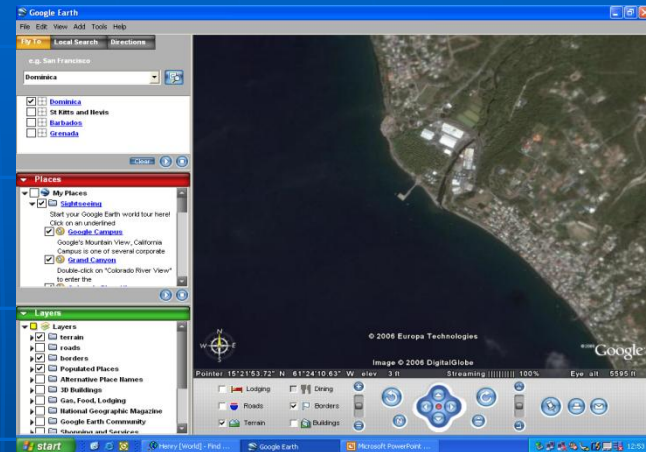 Google Earth
File Edit View Add Tools Help
Fly To Local Search Directions
e.g. San Francisco
Dominica
Dominica
St Kitts and Nevis
Barbados
Grenada
Clear
Places
My Places
Sightseeing
Start your Google Earth world tour here!
Click on an underlined
Google Campus
Google's Mountain View, California
Campus is one of several corporate
Grand Canyon
Double-click on "Colorado River View"
to enter the
Layers
Layers
terrain
roads
borders
Populated Places
Alternative Place Names
3D Buildings
Gas, Food, Lodging
National Geographic Magazine
Google Earth Community
Shopping and Services
N
W
© 2006 Europa Technologies
Image © 2006 DigitalGlobe
Google
Pointer 15°21'53.72" N 61°24'10.63" W elev 3 ft Streaming |||||||||| 100% Eye alt 5595 ft
Lodging Dining
Roads Borders
Terrain Buildings
start Henry [World] - Find ... Google Earth Microsoft PowerPoint ... 12:53